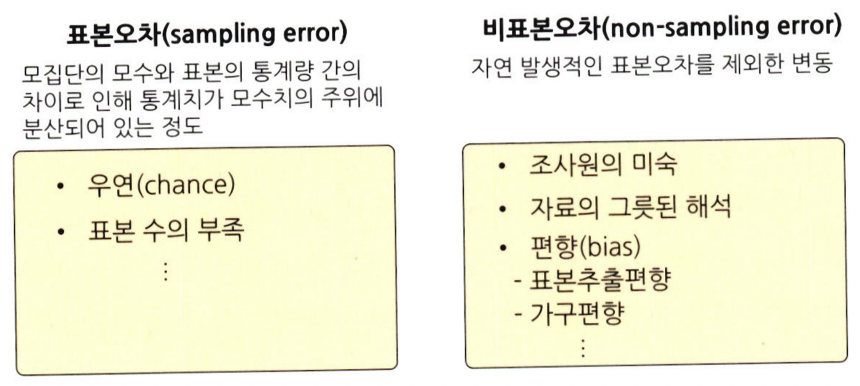 표본오차(sampling error)
모집단의 모수와 표본의 통계량 간의
차이로 인해 통계치가 모수치의 주위에
분산되어 있는 정도
• 우연(chance)
• 표본 수의 부족
⋮
비표본오차(non-sampling error)
자연 발생적인 표본오차를 제외한 변동
• 조사원의 미숙
• 자료의 그릇된 해석
• 편향(bias)
- 표본추출편향
- 가구편향
⋮